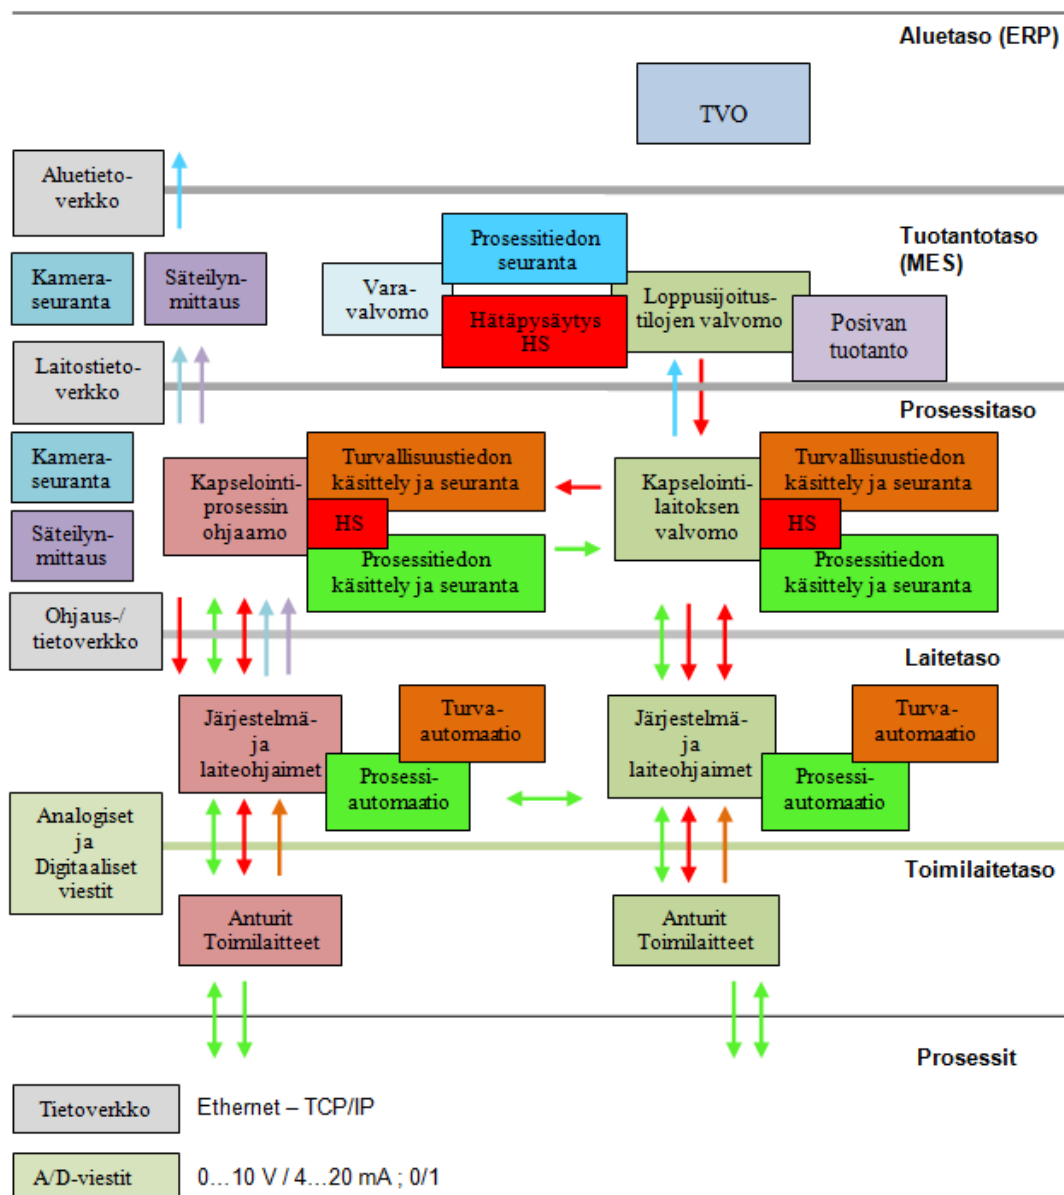 Aluetaso (ERP)
TVO
Aluetieto-
verkko
Tuotantotaso
(MES)
Kamera-
seuranta
Säteilyn-
mittaus
Vara-
valvomo
Prosessitiedon
seuranta
Hätäpysäytys
HS
Loppusijoitus-
tilojen valvomo
Posivan
tuotanto
Laitostieto-
verkko
Prosessitaso
Kamera-
seuranta
Säteilyn-
mittaus
Kapselointi-
prosessin
ohjaamo
Turvallisuustiedon
käsittely ja seuranta
HS
Prosessitiedon
käsittely ja seuranta
Kapselointi-
laitoksen
valvomo
Turvallisuustiedon
käsittely ja seuranta
HS
Prosessitiedon
käsittely ja seuranta
Ohjaus-/
tietoverkko
Laitetaso
Järjestelmä-
ja
laiteohjaimet
Turva-
automaatio
Prosessi-
automaatio
Järjestelmä-
ja
laiteohjaimet
Turva-
automaatio
Prosessi-
automaatio
Analogiset
ja
Digitaaliset
viestit
Toimilaitetaso
Anturit
Toimilaitteet
Anturit
Toimilaitteet
Prosessit
Tietoverkko
Ethernet – TCP/IP
A/D-viestit
0…10 V / 4…20 mA ; 0/1